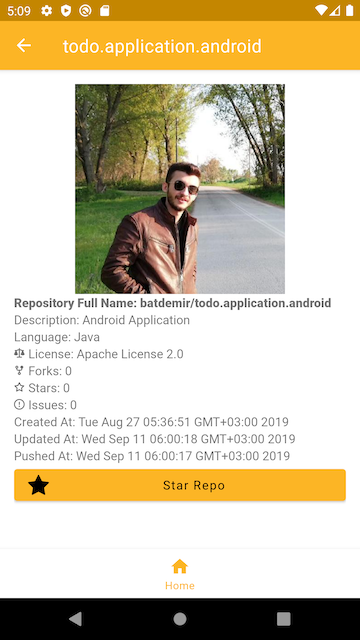 5:09
todo.application.android
Repository Full Name: batdemir/todo.application.android
Description: Android Application
Language: Java
License: Apache License 2.0
Forks: 0
Stars: 0
Issues: 0
Created At: Tue Aug 27 05:36:51 GMT+03:00 2019
Updated At: Wed Sep 11 06:00:18 GMT+03:00 2019
Pushed At: Wed Sep 11 06:00:17 GMT+03:00 2019
Star Repo
Home